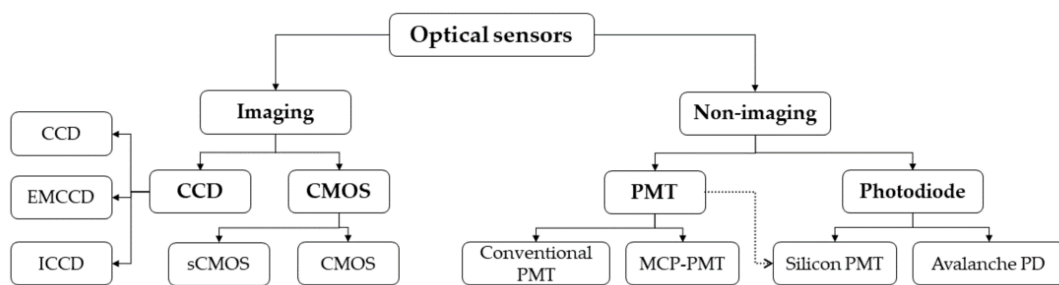 Optical sensors
Imaging
Non-imaging
CCD
EMCCD
ICCD
CCD
CMOS
sCMOS
CMOS
PMT
Photodiode
Conventional
PMT
MCP-PMT
Silicon PMT
Avalanche PD